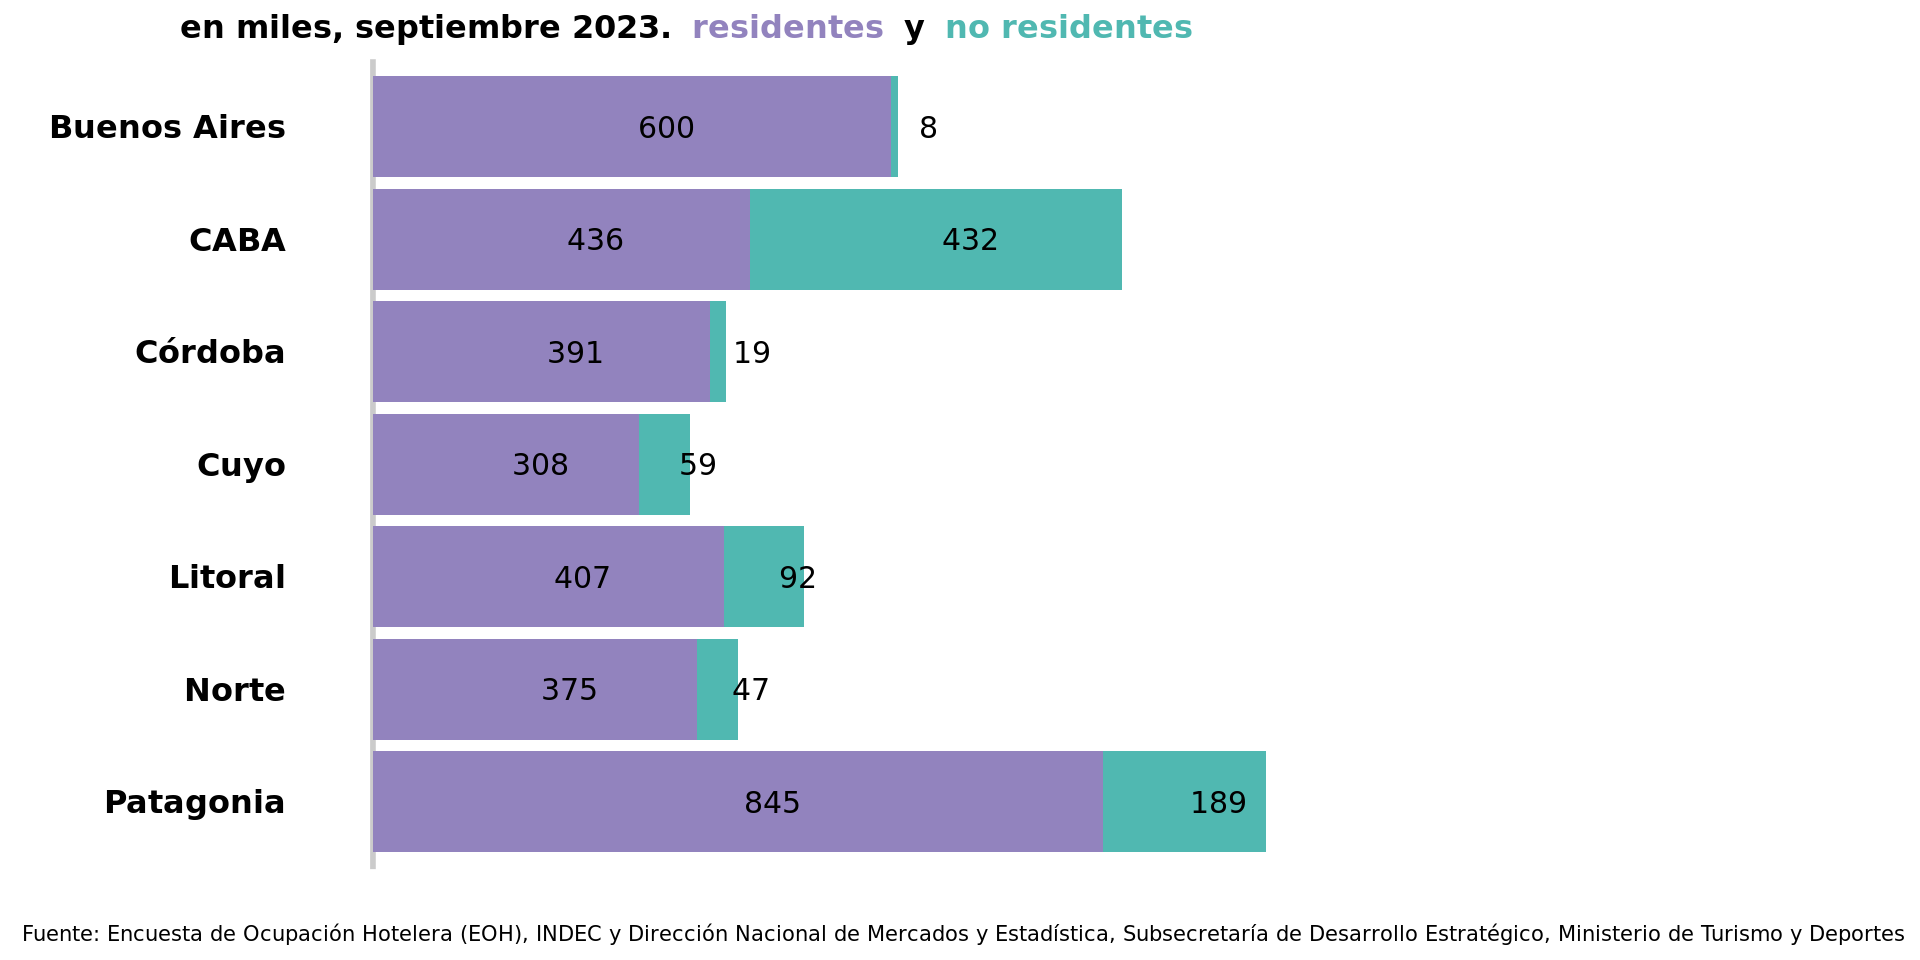 en miles, septiembre 2023. residentes y no residentes
Buenos Aires 600 8
CABA 436 432
Córdoba 391 19
Cuyo 308 59
Litoral 407 92
Norte 375 47
Patagonia 845 189
Fuente: Encuesta de Ocupación Hotelera (EOH), INDEC y Dirección Nacional de Mercados y Estadística, Subsecretaría de Desarrollo Estratégico, Ministerio de Turismo y Deportes